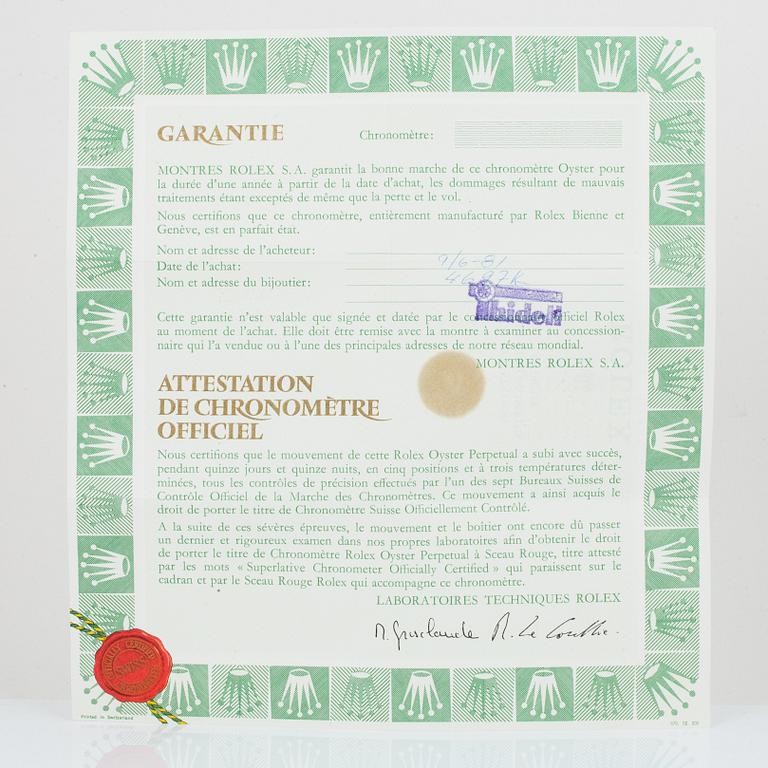 GARANTIE
Chronomètre:
MONTRES ROLEX S.A. garantit la bonne marche de ce chronomètre Oyster pour
la durée d'une année à partir de la date d'achat, les dommages résultant de mauvais
traitements étant exceptés de même que la perte et le vol.
Nous certifions que ce chronomètre, entièrement manufacturé par Rolex Bienne et
Genève, est en parfait état.
Nom et adresse de l'acheteur:
Date de l'achat: 9/6-81
Nom et adresse du bijoutier:
Cette garantie n'est valable que signée et datée par le officiel Rolex
au moment de l'achat. Elle doit être remise avec la montre à examiner au concession-
naire qui l'a vendue ou à l'une des principales adresses de notre réseau mondial.
MONTRES ROLEX S.A.
ATTESTATION
DE CHRONOMÈTRE
OFFICIEL
Nous certifions que le mouvement de cette Rolex Oyster Perpetual a subi avec succès,
pendant quinze jours et quinze nuits, en cinq positions et à trois températures déter-
minées, tous les contrôles de précision effectués par l'un des sept Bureaux Suisses de
Contrôle Officiel de la Marche des Chronomètres. Ce mouvement a ainsi acquis le
droit de porter le titre de Chronomètre Suisse Officiellement Contrôlé.
A la suite de ces sévères épreuves, le mouvement et le boîtier ont encore dû passer
un dernier et rigoureux examen dans nos propres laboratoires afin d'obtenir le droit
de porter le titre de Chronomètre Rolex Oyster Perpetual à Sceau Rouge, titre attesté
par les mots «Superlative Chronometer Officially Certified» qui paraissent sur le
cadran et par le Sceau Rouge Rolex qui accompagne ce chronomètre.
LABORATOIRES TECHNIQUES ROLEX
Printed in Switzerland